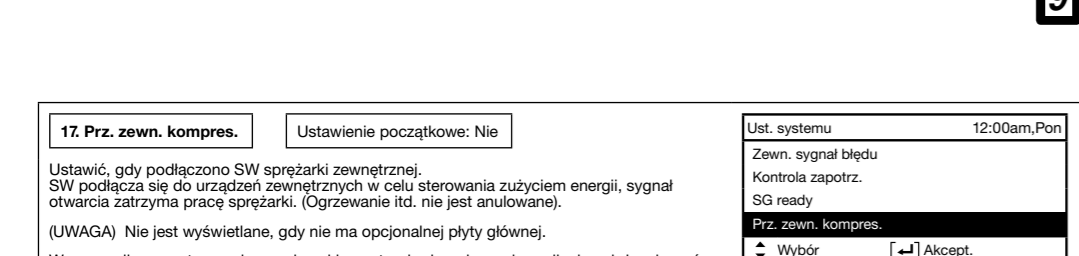 9
17. Prz. zewn. kompres.
Ustawienie początkowe: Nie
Ustawić, gdy podłączono SW sprężarki zewnętrznej.
SW podłącza się do urządzeń zewnętrznych w celu sterowania zużyciem energii, sygnał
otwarcia zatrzyma pracę sprężarki. (Ogrzewanie itd. nie jest anulowane).
(UWAGA) Nie jest wyświetlane, gdy nie ma opcjonalnej płyty głównej.
Ust. systemu 12:00am,Pon
Zewn. sygnał błędu
Kontrola zapotrz.
SG ready
Prz. zewn. kompres.
Wybór [↵] Akcept.